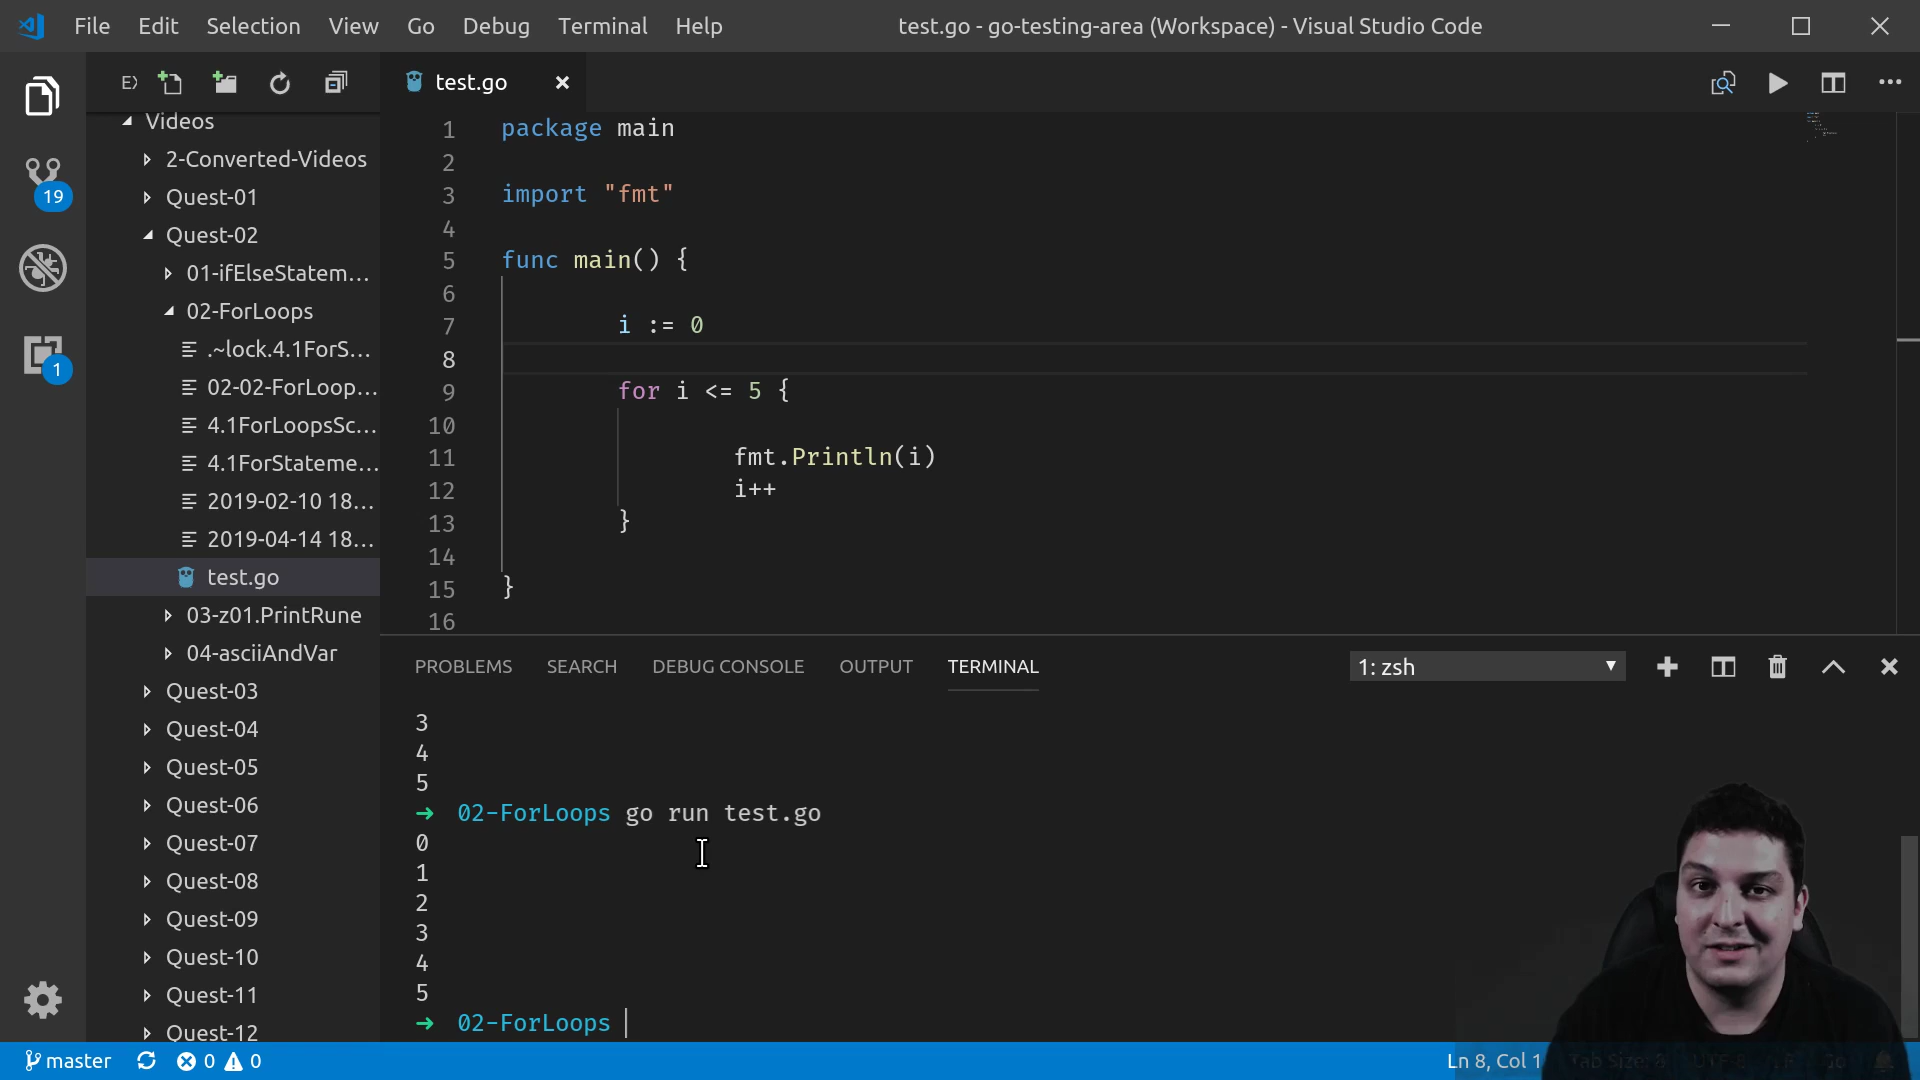 File Edit Selection View Go Debug Terminal Help
test.go - go-testing-area (Workspace) - Visual Studio Code
test.go
Videos
2-Converted-Videos
Quest-01
Quest-02
01-ifElseStatem...
02-ForLoops
.~lock.4.1ForS...
02-02-ForLoop...
4.1ForLoopsSc...
4.1ForStateme...
2019-02-10 18...
2019-04-14 18...
test.go
03-z01.PrintRune
04-asciiAndVar
Quest-03
Quest-04
Quest-05
Quest-06
Quest-07
Quest-08
Quest-09
Quest-10
Quest-11
Quest-12
19
1
1 package main
2
3 import "fmt"
4
5 func main() {
6
7 i := 0
8
9 for i <= 5 {
10
11 fmt.Println(i)
12 i++
13 }
14
15 }
16
PROBLEMS SEARCH DEBUG CONSOLE OUTPUT TERMINAL
1: zsh
3
4
5
➜ 02-ForLoops go run test.go
0
1
2
3
4
5
➜ 02-ForLoops
master 0 0
Ln 8, Col 1 Tab Size: 8 UTF-8